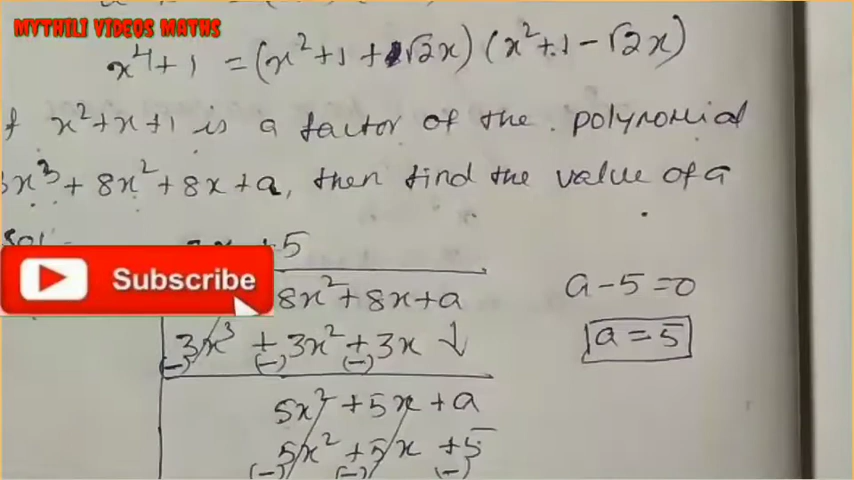 MYTHILI VIDEOS MATHS
x⁴+1 = (x²+1+√2x) (x²+1-√2x)
x²+x+1 is a factor of the polynomial
3x³ + 8x² + 8x + a, then find the value of a
Sol:-
+5
Subscribe
8x² + 8x + a
a - 5 = 0
3x³ + 3x² + 3x ↓
a = 5
(-) (-) (-)
5x² + 5x + a
5x² + 5x + 5
(-) (-) (-)